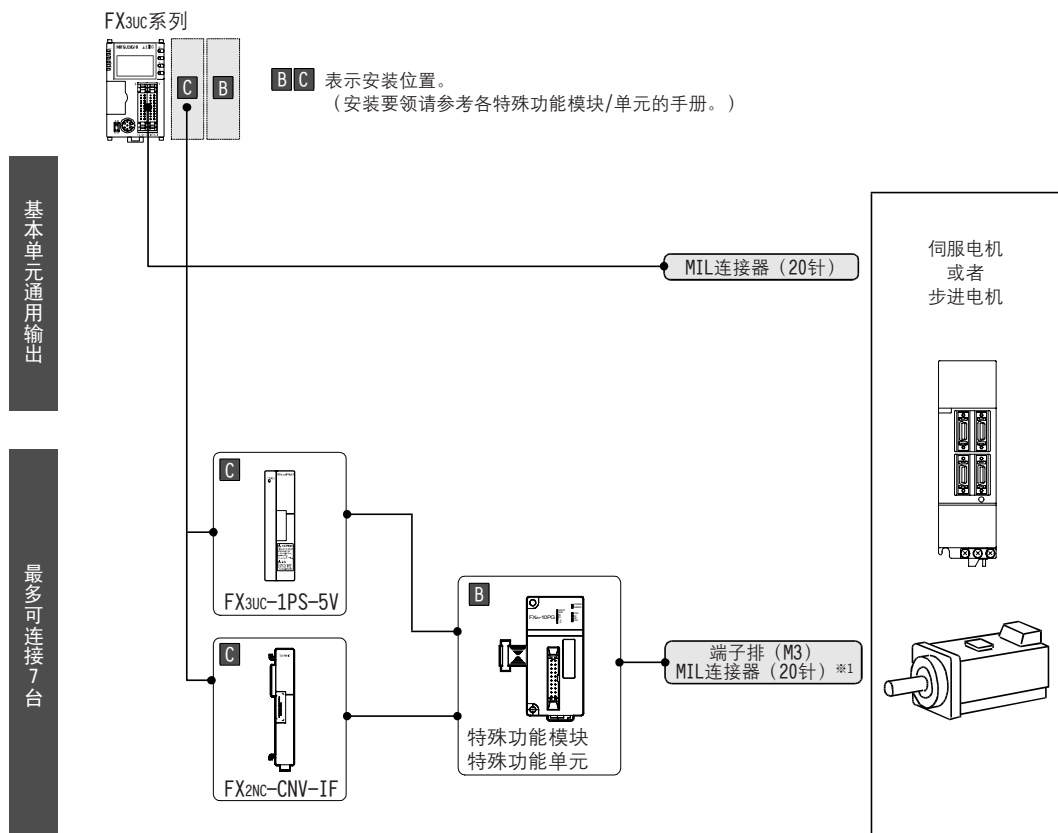 FX3UC系列
MITSUBISHI
C
B
B C 表示安装位置。
（安装要领请参考各特殊功能模块/单元的手册。）
基本单元通用输出
MIL连接器（20针）
伺服电机
或者
步进电机
最多可连接7台
C
FX3UC-1PS-5V
C
FX2NC-CNV-IF
B
特殊功能模块
特殊功能单元
端子排（M3）
MIL连接器（20针）※1